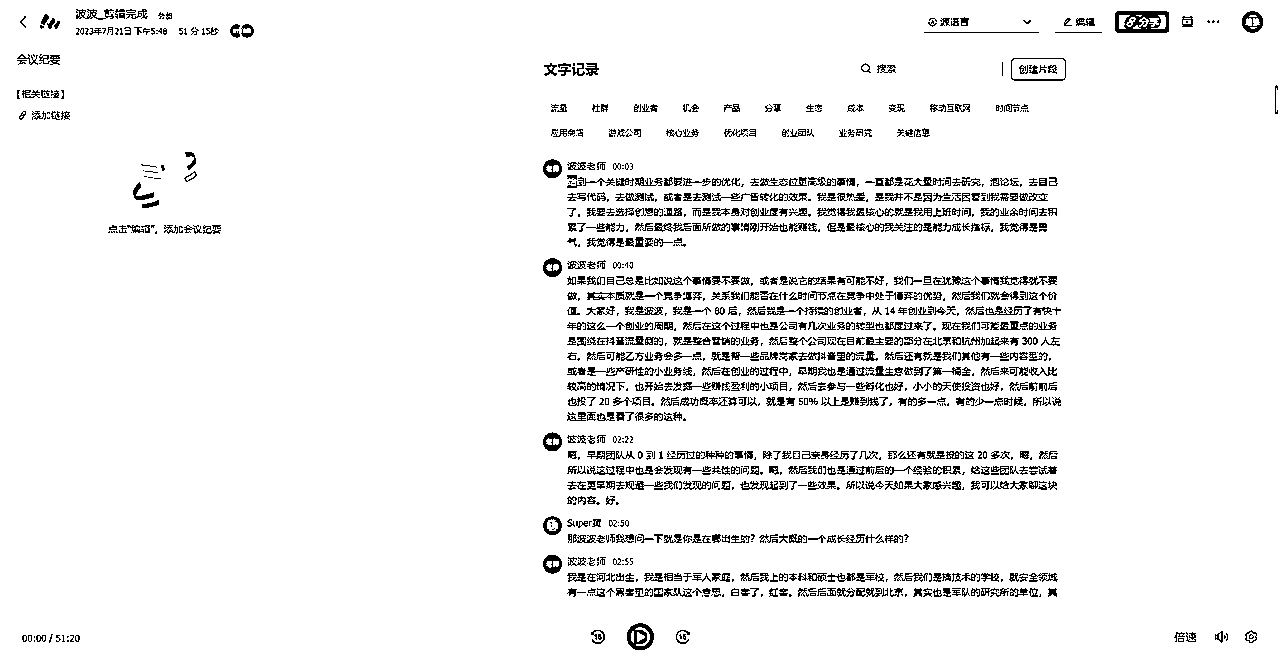 波波_剪辑完成
2023年7月21日 下午5:48 51 分 15秒
源语言
编辑
分享
会议纪要
【相关链接】
添加链接
点击“编辑”，添加会议纪要
文字记录
搜索
创建片段
流量 社群 创业者 机会 产品 分享 生态 成本 变现 移动互联网 时间节点
应用商店 游戏公司 核心业务 优化项目 创业团队 业务研究 关键信息
波波老师 00:03
到一个关键时期业务都要进一步的优化，去做生态位更高级的事情，一直都是花大量时间去研究，泡论坛，去自己
去写代码，去做测试，或者是去测试一些广告转化的效果。我是很热爱，是我并不是因为生活因着到我需要做改变
了，我要去选择创想的道路，而是我本身对创业度有兴趣。我觉得我最核心的就是我用上班时间，我的业余时间去积
累了一些能力，然后最终我后面所做的事情刚开始也能赚钱，但是最核心的我关注的是能力成长指标，我觉得是勇
气，我觉得是最重要的一点。
波波老师 00:40
如果我们自己总是比如说这个事情要不要做，或者是说它的结果有可能不好，我们一旦在犹豫这个事情我觉得就不要
做，其实本质就是一个竞争博弈，关系我们能否在什么时间节点在竞争中处于博弈的优势，然后我们就会得到这个价
值。大家好，我是波波，我是一个 80 后，然后我是一个持续的创业者，从 14 年创业到今天，然后也是经历了有快十
年的这么一个创业的周期，然后在这个过程中也是公司有几次业务的转型也都度过来了。现在我们可能最重点的业务
是围绕在抖音流量侧的，就是整合营销的业务，然后整个公司现在目前最主要的部分在北京和杭州加起来有 300 人左
右。然后可能乙方业务会多一点，就是帮一些品牌商家去做抖音里的流量。然后还有就是我们其他有一些内容型的，
或者是一些产研性的小业务线，然后在创业的过程中，早期我也是通过流量生意做到了第一桶金，然后来可能收入比
较高的情况下，也开始去发掘一些赚钱盈利的小项目，然后去参与一些孵化也好，小小的天使投资也好，然后前前后
也投了 20 多个项目。然后成功概率还算可以，就是有 50% 以上是赚到钱了，有的多一点，有的少一点时候，所以说
这里面也是看了很多的这种。
波波老师 02:22
嗯，早期团队从 0 到 1 经历过的种种的事情，除了我自己亲身经历了几次，那么还有就是投的这 20 多次，嗯，然后
所以说这过程中也是会发现有一些共性的问题。嗯，然后我们也是通过前后的一个经验的积累，给这些团队去尝试着
去在更早期去规避一些我们发现的问题，也发现起到了一些效果。所以说今天如果大家感兴趣，我可以给大家聊这块
的内容。好。
Super黄 02:50
那波波老师我想问一下就是你是在哪出生的？然后大概的一个成长经历什么样的？
波波老师 02:55
我是在河北出生，我是相当于军人家庭，然后我上的本科和硕士也都是军校，然后我们是搞技术的学校，就安全领域
有一点这个黑客里的国家队这个意思，白客了，红客。然后后面就分配就到北京，其实也是军队的研究所的单位，其
00:00 / 51:20
15
15
倍速